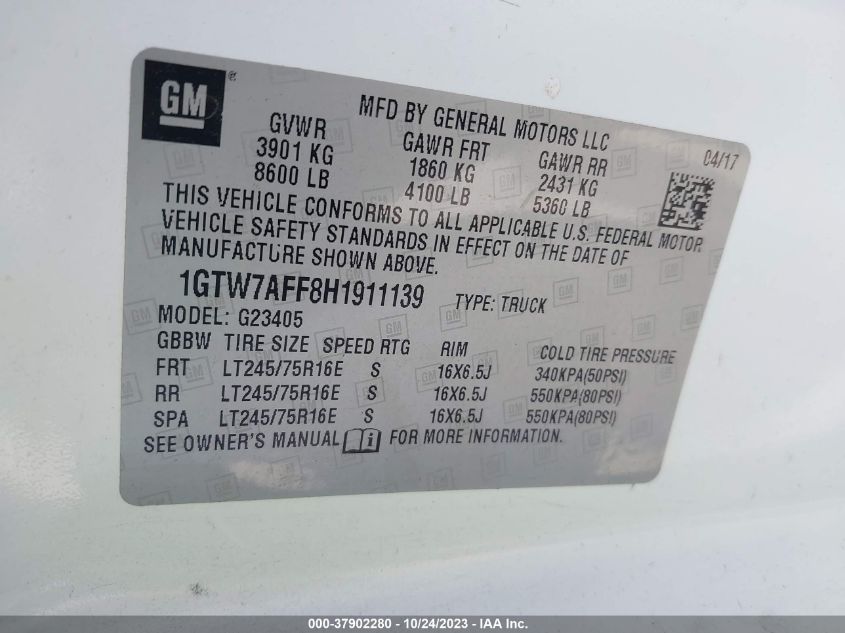 GM®
MFD BY GENERAL MOTORS LLC
04/17
GVWR GAWR FRT GAWR RR
3901 KG 1860 KG 2431 KG
8600 LB 4100 LB 5360 LB
THIS VEHICLE CONFORMS TO ALL APPLICABLE U.S. FEDERAL MOTOR
VEHICLE SAFETY STANDARDS IN EFFECT ON THE DATE OF
MANUFACTURE SHOWN ABOVE.
1GTW7AFF8H1911139 TYPE: TRUCK
MODEL: G23405
GBBW TIRE SIZE SPEED RTG RIM COLD TIRE PRESSURE
FRT LT245/75R16E S 16X6.5J 340KPA(50PSI)
RR LT245/75R16E S 16X6.5J 550KPA(80PSI)
SPA LT245/75R16E S 16X6.5J 550KPA(80PSI)
SEE OWNER'S MANUAL i FOR MORE INFORMATION.
000-37902280 - 10/24/2023 - IAA Inc.